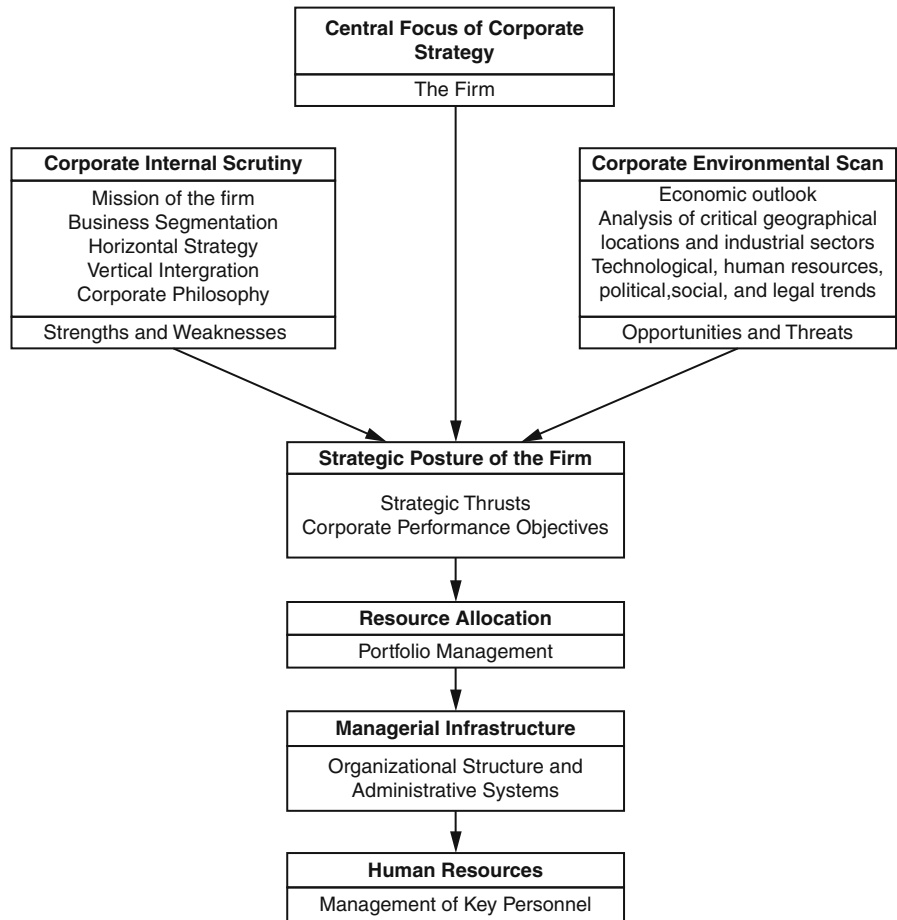 Central Focus of Corporate
Strategy
The Firm
Corporate Internal Scrutiny
Mission of the firm
Business Segmentation
Horizontal Strategy
Vertical Intergration
Corporate Philosophy
Strengths and Weaknesses
Corporate Environmental Scan
Economic outlook
Analysis of critical geographical
locations and industrial sectors
Technological, human resources,
political,social, and legal trends
Opportunities and Threats
Strategic Posture of the Firm
Strategic Thrusts
Corporate Performance Objectives
Resource Allocation
Portfolio Management
Managerial Infrastructure
Organizational Structure and
Administrative Systems
Human Resources
Management of Key Personnel